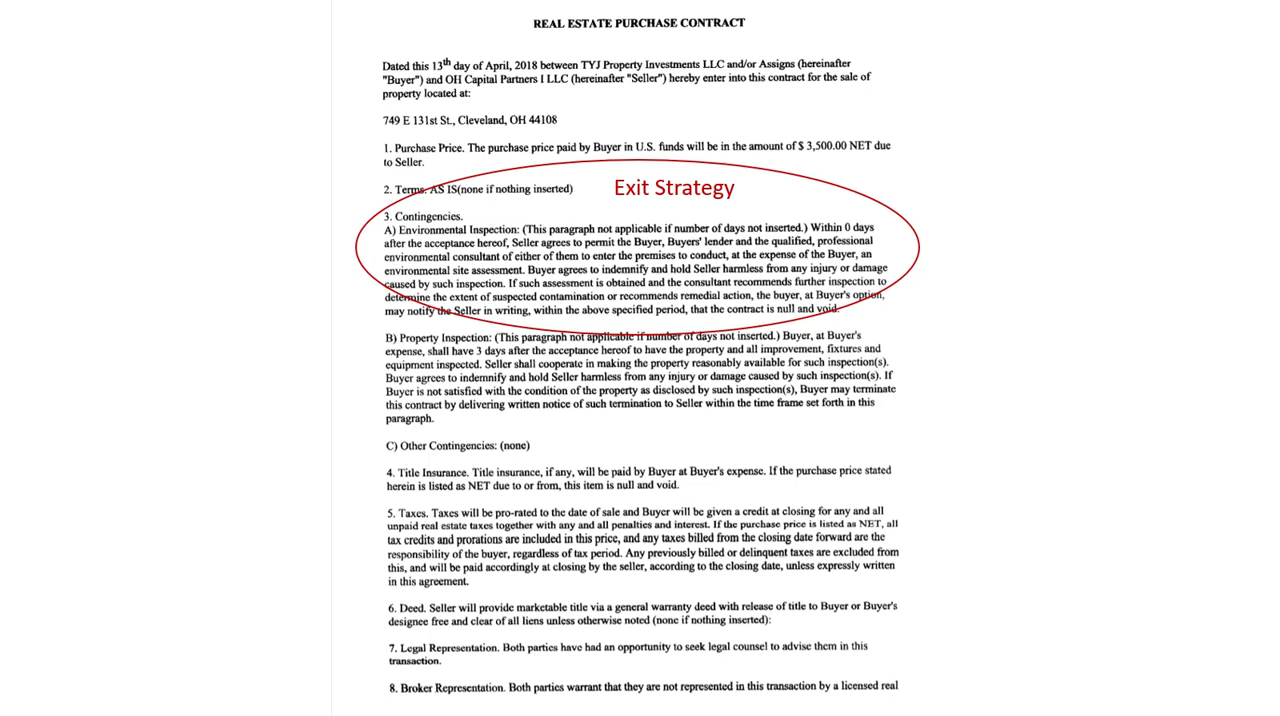 REAL ESTATE PURCHASE CONTRACT
Dated this 13th day of April, 2018 between TYJ Property Investments LLC and/or Assigns (hereinafter
"Buyer") and OH Capital Partners I LLC (hereinafter "Seller") hereby enter into this contract for the sale of
property located at:
749 E 131st St., Cleveland, OH 44108
1. Purchase Price. The purchase price paid by Buyer in U.S. funds will be in the amount of $ 3,500.00 NET due
to Seller.
2. Terms. AS IS(none if nothing inserted)
Exit Strategy
3. Contingencies.
A) Environmental Inspection: (This paragraph not applicable if number of days not inserted.) Within 0 days
after the acceptance hereof, Seller agrees to permit the Buyer, Buyers' lender and the qualified, professional
environmental consultant of either of them to enter the premises to conduct, at the expense of the Buyer, an
environmental site assessment. Buyer agrees to indemnify and hold Seller harmless from any injury or damage
caused by such inspection. If such assessment is obtained and the consultant recommends further inspection to
determine the extent of suspected contamination or recommends remedial action, the buyer, at Buyer's option,
may notify the Seller in writing, within the above specified period, that the contract is null and void.
B) Property Inspection: (This paragraph not applicable if number of days not inserted.) Buyer, at Buyer's
expense, shall have 3 days after the acceptance hereof to have the property and all improvement, fixtures and
equipment inspected. Seller shall cooperate in making the property reasonably available for such inspection(s).
Buyer agrees to indemnify and hold Seller harmless from any injury or damage caused by such inspection(s). If
Buyer is not satisfied with the condition of the property as disclosed by such inspection(s), Buyer may terminate
this contract by delivering written notice of such termination to Seller within the time frame set forth in this
paragraph.
C) Other Contingencies: (none)
4. Title Insurance. Title insurance, if any, will be paid by Buyer at Buyer's expense. If the purchase price stated
herein is listed as NET due to or from, this item is null and void.
5. Taxes. Taxes will be pro-rated to the date of sale and Buyer will be given a credit at closing for any and all
unpaid real estate taxes together with any and all penalties and interest. If the purchase price is listed as NET, all
tax credits and prorations are included in this price, and any taxes billed from the closing date forward are the
responsibility of the buyer, regardless of tax period. Any previously billed or delinquent taxes are excluded from
this, and will be paid accordingly at closing by the seller, according to the closing date, unless expressly written
in this agreement.
6. Deed. Seller will provide marketable title via a general warranty deed with release of title to Buyer or Buyer's
designee free and clear of all liens unless otherwise noted (none if nothing inserted):
7. Legal Representation. Both parties have had an opportunity to seek legal counsel to advise them in this
transaction.
8. Broker Representation. Both parties warrant that they are not represented in this transaction by a licensed real